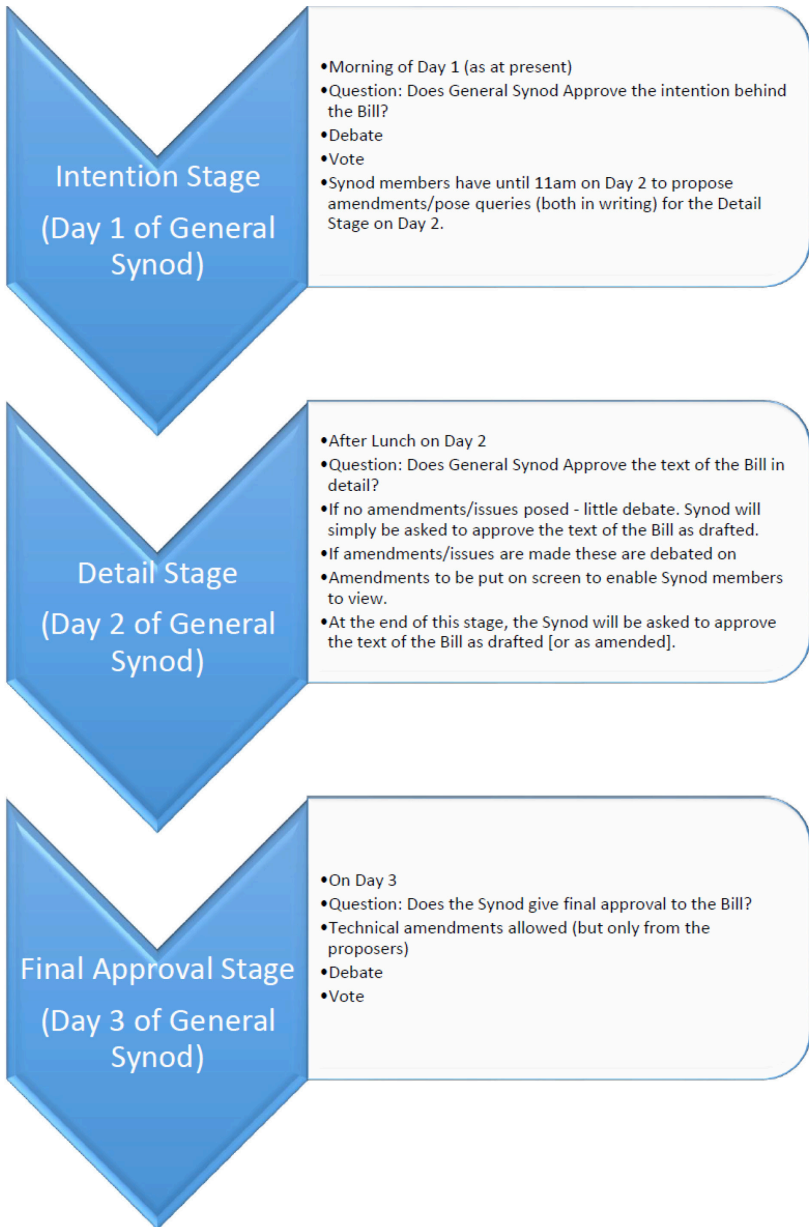 Intention Stage
(Day 1 of General
Synod)
•Morning of Day 1 (as at present)
•Question: Does General Synod Approve the intention behind
the Bill?
•Debate
•Vote
•Synod members have until 11am on Day 2 to propose
amendments/pose queries (both in writing) for the Detail
Stage on Day 2.
Detail Stage
(Day 2 of General
Synod)
•After Lunch on Day 2
•Question: Does General Synod Approve the text of the Bill in
detail?
•If no amendments/issues posed - little debate. Synod will
simply be asked to approve the text of the Bill as drafted.
•If amendments/issues are made these are debated on
•Amendments to be put on screen to enable Synod members
to view.
•At the end of this stage, the Synod will be asked to approve
the text of the Bill as drafted [or as amended].
Final Approval Stage
(Day 3 of General
Synod)
•On Day 3
•Question: Does the Synod give final approval to the Bill?
•Technical amendments allowed (but only from the
proposers)
•Debate
•Vote